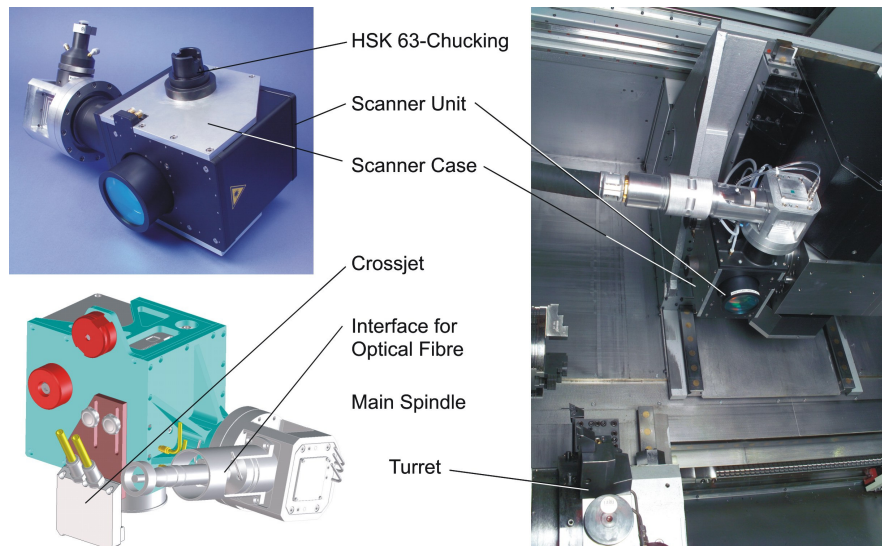 HSK 63-Chucking
Scanner Unit
Scanner Case
Crossjet
Interface for
Optical Fibre
Main Spindle
Turret